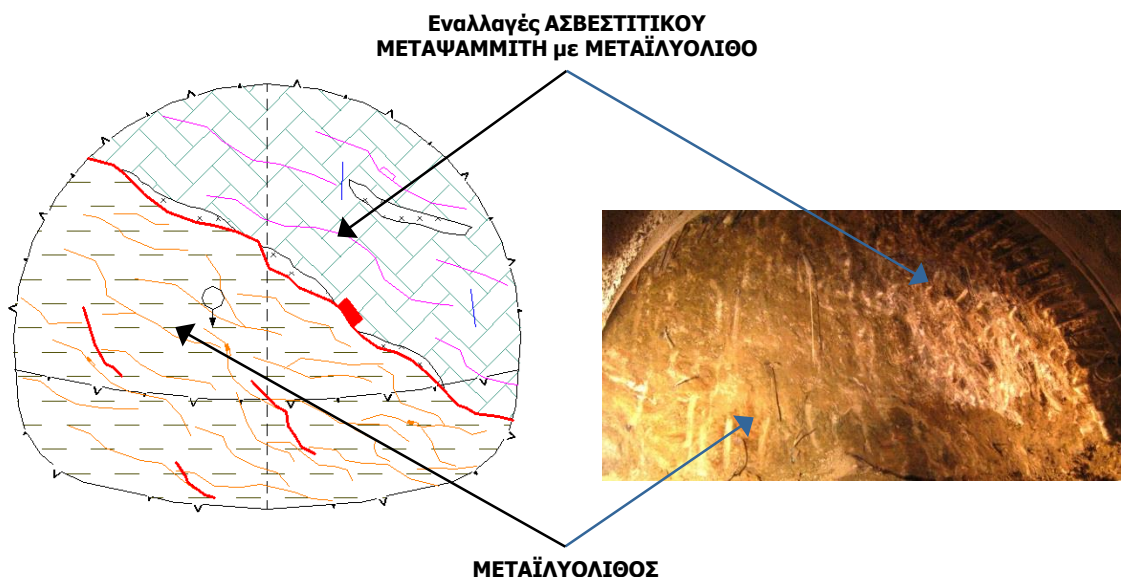 Εναλλαγές ΑΣΒΕΣΤΙΤΙΚΟΥ
ΜΕΤΑΨΑΜΜΙΤΗ με ΜΕΤΑΪΛΥΟΛΙΘΟ
ΜΕΤΑΪΛΥΟΛΙΘΟΣ